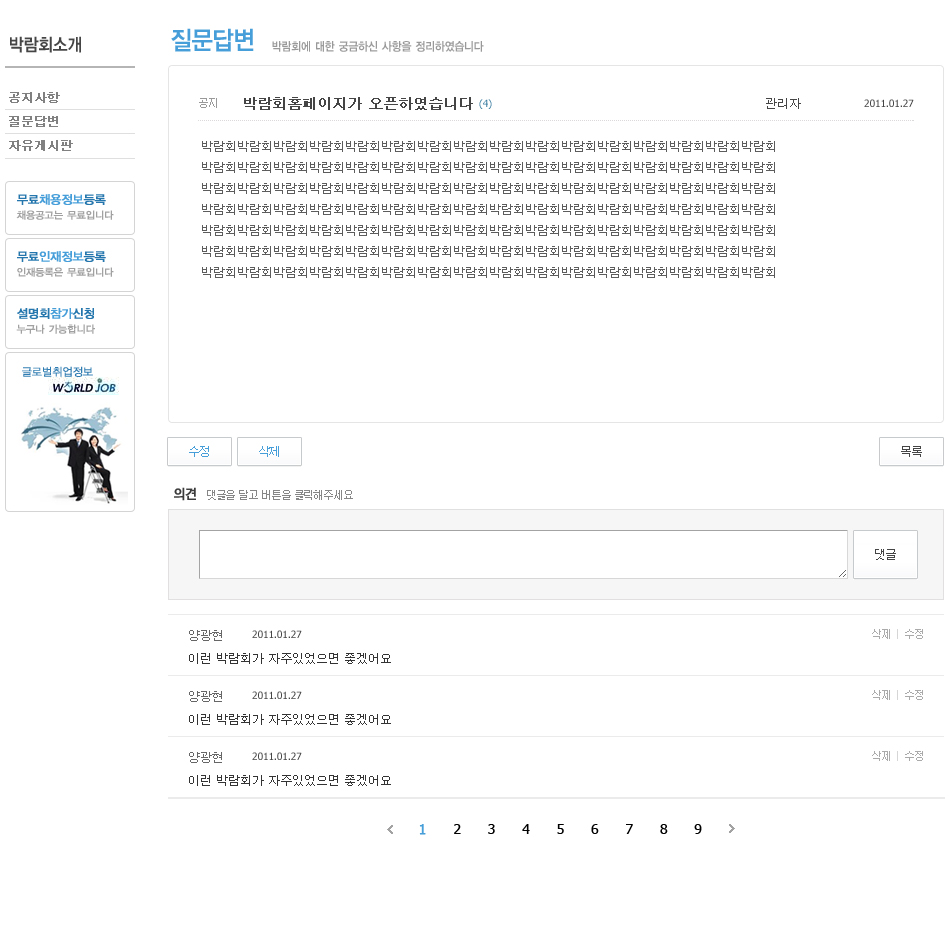 박람회소개
공지사항
질문답변
자유게시판
무료채용정보등록
채용공고는 무료입니다
무료인재정보등록
인재등록은 무료입니다
설명회참가신청
누구나 가능합니다
글로벌취업정보
WORLD JOB
질문답변 박람회에 대한 궁금하신 사항을 정리하였습니다
공지 박람회홈페이지가 오픈하였습니다 (4) 관리자 2011.01.27
박람회박람회박람회박람회박람회박람회박람회박람회박람회박람회박람회박람회박람회박람회박람회박람회
박람회박람회박람회박람회박람회박람회박람회박람회박람회박람회박람회박람회박람회박람회박람회박람회
박람회박람회박람회박람회박람회박람회박람회박람회박람회박람회박람회박람회박람회박람회박람회박람회
박람회박람회박람회박람회박람회박람회박람회박람회박람회박람회박람회박람회박람회박람회박람회박람회
박람회박람회박람회박람회박람회박람회박람회박람회박람회박람회박람회박람회박람회박람회박람회박람회
박람회박람회박람회박람회박람회박람회박람회박람회박람회박람회박람회박람회박람회박람회박람회박람회
박람회박람회박람회박람회박람회박람회박람회박람회박람회박람회박람회박람회박람회박람회박람회박람회
수정 삭제 목록
의견 댓글을 달고 버튼을 클릭해주세요
댓글
양광현 2011.01.27 삭제 | 수정
이런 박람회가 자주있었으면 좋겠어요
양광현 2011.01.27 삭제 | 수정
이런 박람회가 자주있었으면 좋겠어요
양광현 2011.01.27 삭제 | 수정
이런 박람회가 자주있었으면 좋겠어요
< 1 2 3 4 5 6 7 8 9 >